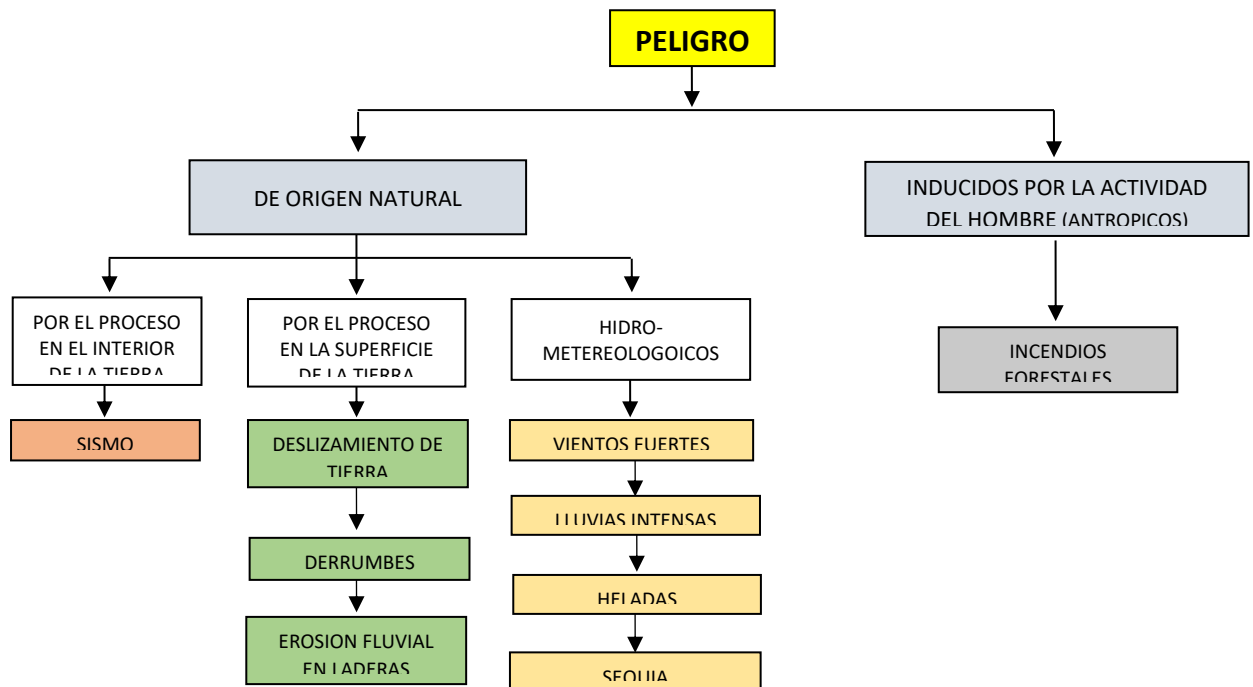 PELIGRO
DE ORIGEN NATURAL
INDUCIDOS POR LA ACTIVIDAD
DEL HOMBRE (ANTROPICOS)
POR EL PROCESO
EN EL INTERIOR
DE LA TIERRA
POR EL PROCESO
EN LA SUPERFICIE
DE LA TIERRA
HIDRO-
METEREOLOGOICOS
INCENDIOS
FORESTALES
SISMO
DESLIZAMIENTO DE
TIERRA
VIENTOS FUERTES
LLUVIAS INTENSAS
DERRUMBES
HELADAS
EROSION FLUVIAL
EN LADERAS
SEQUIA